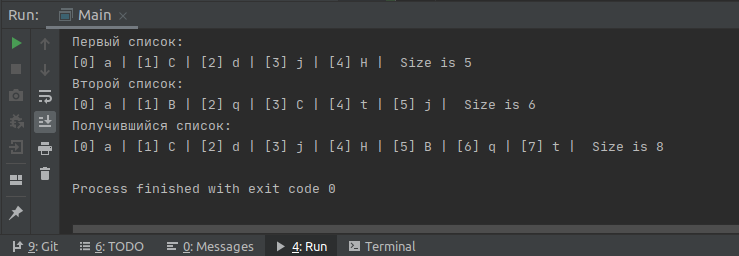 Run: Main
Первый список:
[0] a | [1] C | [2] d | [3] j | [4] H |  Size is 5
Второй список:
[0] a | [1] B | [2] q | [3] C | [4] t | [5] j |  Size is 6
Получившийся список:
[0] a | [1] C | [2] d | [3] j | [4] H | [5] B | [6] q | [7] t |  Size is 8
Process finished with exit code 0
9: Git 6: TODO 0: Messages 4: Run Terminal